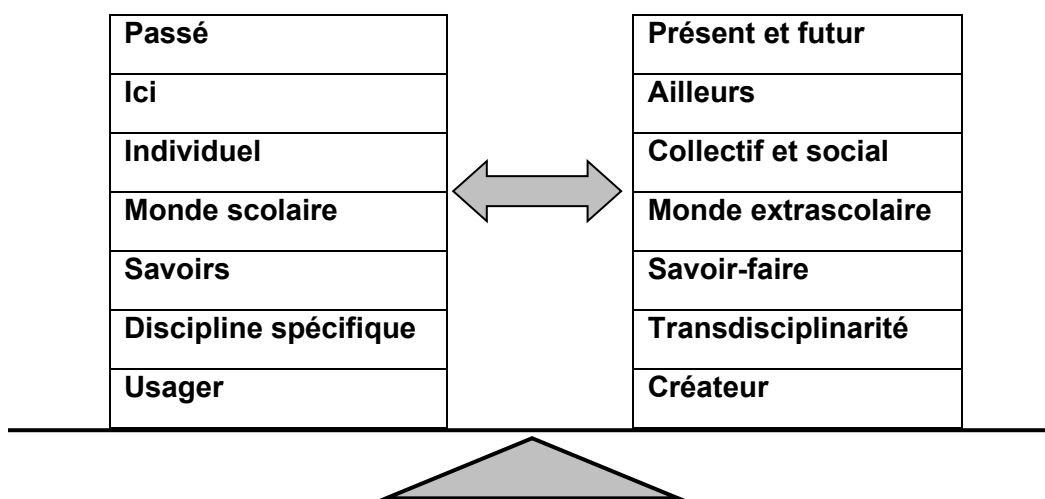 Passé
Présent et futur
Ici
Ailleurs
Individuel
Collectif et social
Monde scolaire
Monde extrascolaire
Savoirs
Savoir-faire
Discipline spécifique
Transdisciplinarité
Usager
Créateur